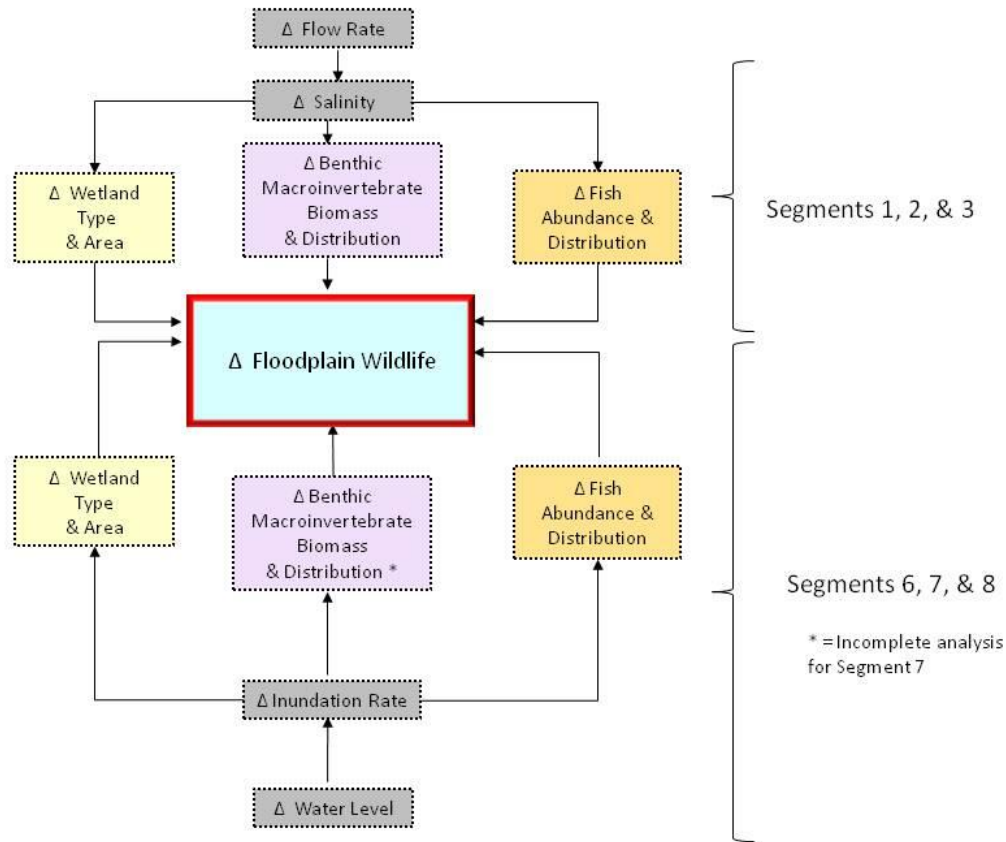 Δ Flow Rate
Δ Salinity
Δ Wetland
Type
& Area
Δ Benthic
Macroinvertebrate
Biomass
& Distribution
Δ Fish
Abundance &
Distribution
Segments 1, 2, & 3
Δ Floodplain Wildlife
Δ Wetland
Type
& Area
Δ Benthic
Macroinvertebrate
Biomass
& Distribution *
Δ Fish
Abundance &
Distribution
Segments 6, 7, & 8
* = Incomplete analysis
for Segment 7
Δ Inundation Rate
Δ Water Level